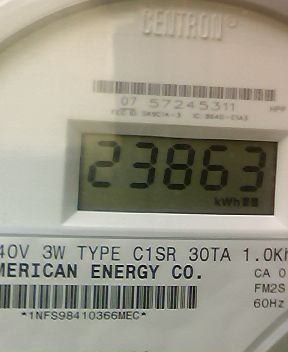 CENTRON®
07 57245311
23863
kWh
40V 3W TYPE C1SR 30TA 1.0Kh
MERICAN ENERGY CO.
CA 0
FM2S
60Hz
*1NFS98410366MEC*